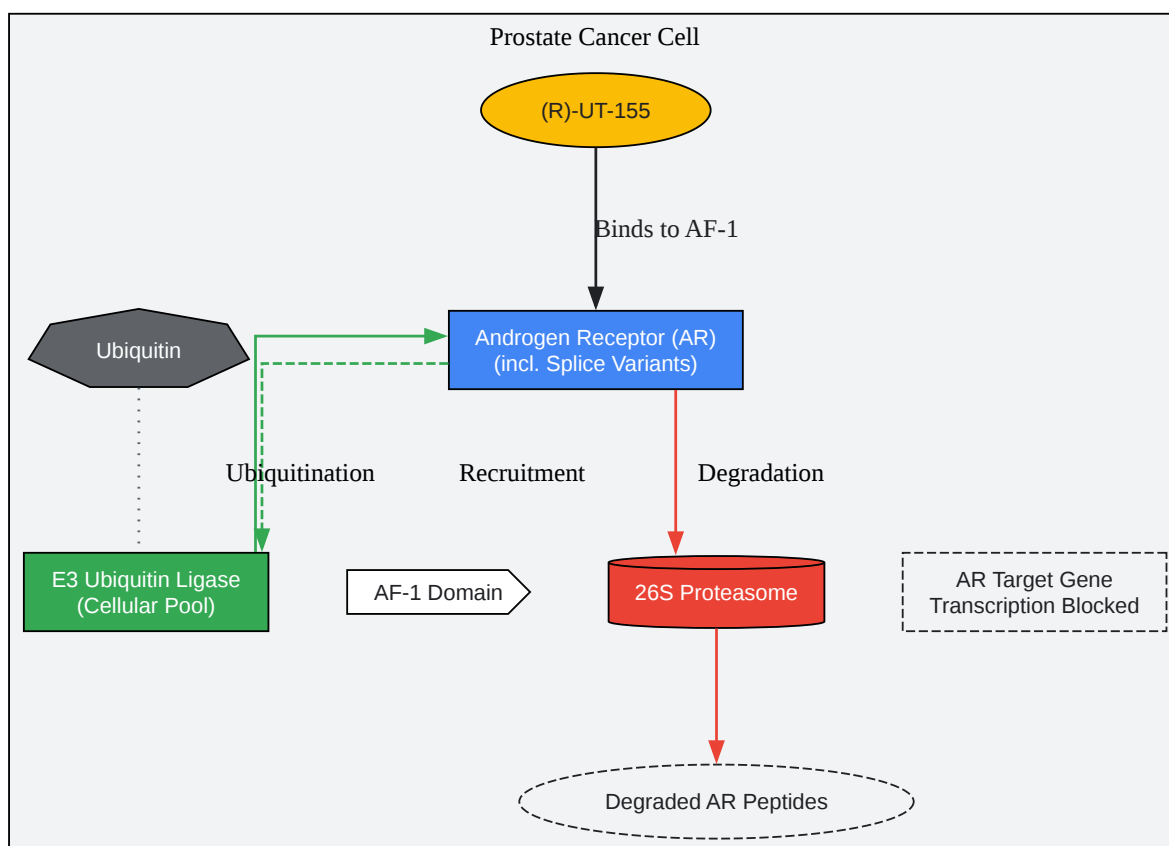 Prostate Cancer Cell
(R)-UT-155
Binds to AF-1
Ubiquitin
Androgen Receptor (AR)
(incl. Splice Variants)
Ubiquitination
Recruitment
Degradation
E3 Ubiquitin Ligase
(Cellular Pool)
AF-1 Domain
26S Proteasome
AR Target Gene
Transcription Blocked
Degraded AR Peptides